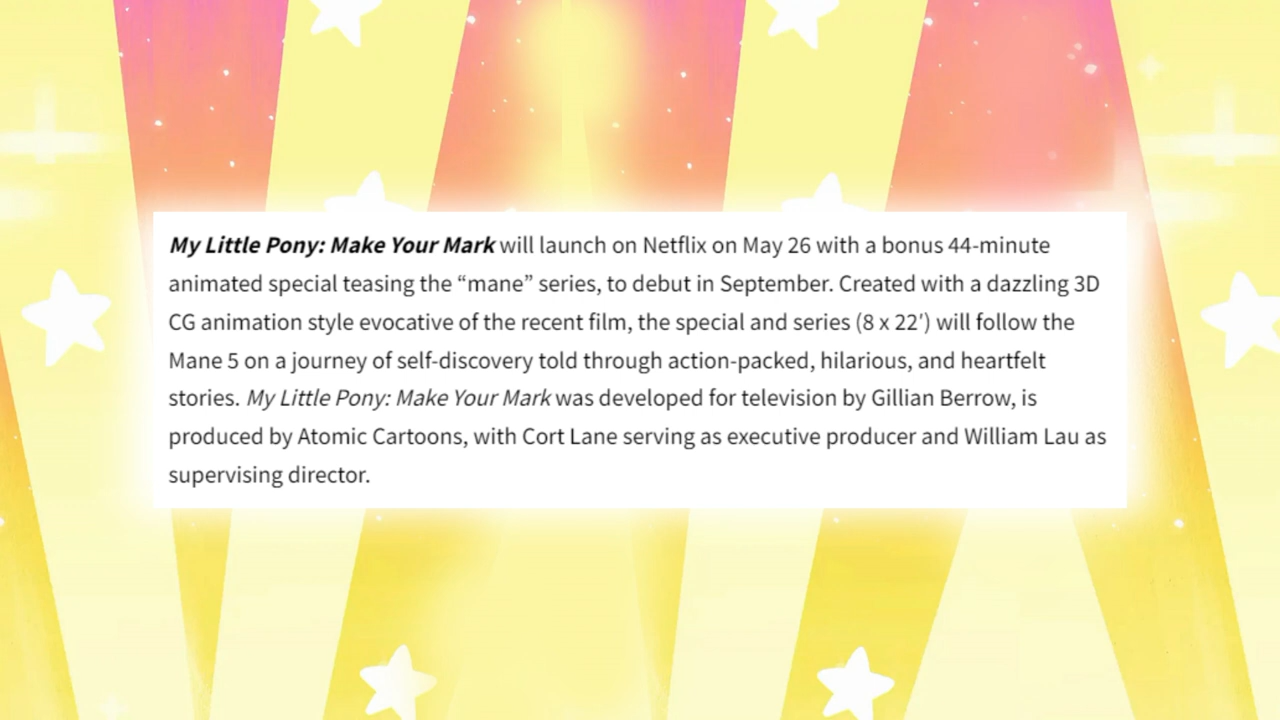 My Little Pony: Make Your Mark will launch on Netflix on May 26 with a bonus 44-minute
animated special teasing the “mane” series, to debut in September. Created with a dazzling 3D
CG animation style evocative of the recent film, the special and series (8 x 22′) will follow the
Mane 5 on a journey of self-discovery told through action-packed, hilarious, and heartfelt
stories. My Little Pony: Make Your Mark was developed for television by Gillian Berrow, is
produced by Atomic Cartoons, with Cort Lane serving as executive producer and William Lau as
supervising director.